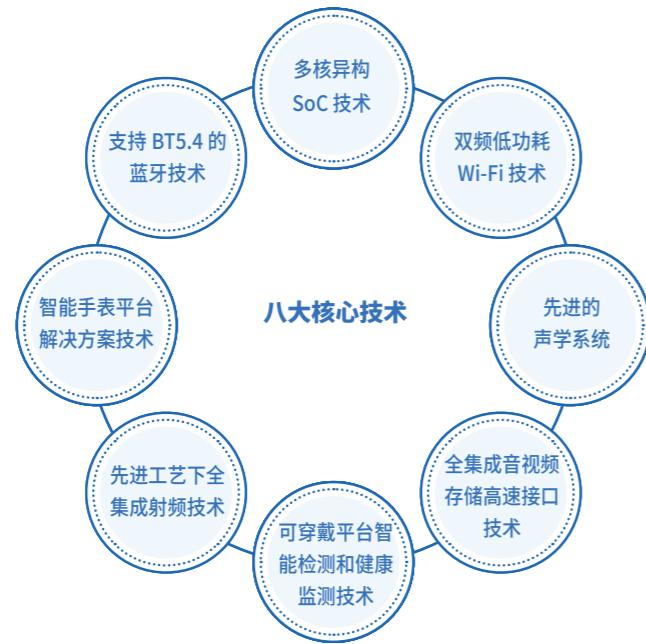 多核异构
SoC 技术
双频低功耗
Wi-Fi 技术
先进的
声学系统
全集成音视频
存储高速接口
技术
可穿戴平台智
能检测和健康
监测技术
先进工艺下全
集成射频技术
智能手表平台
解决方案技术
支持 BT5.4 的
蓝牙技术
八大核心技术